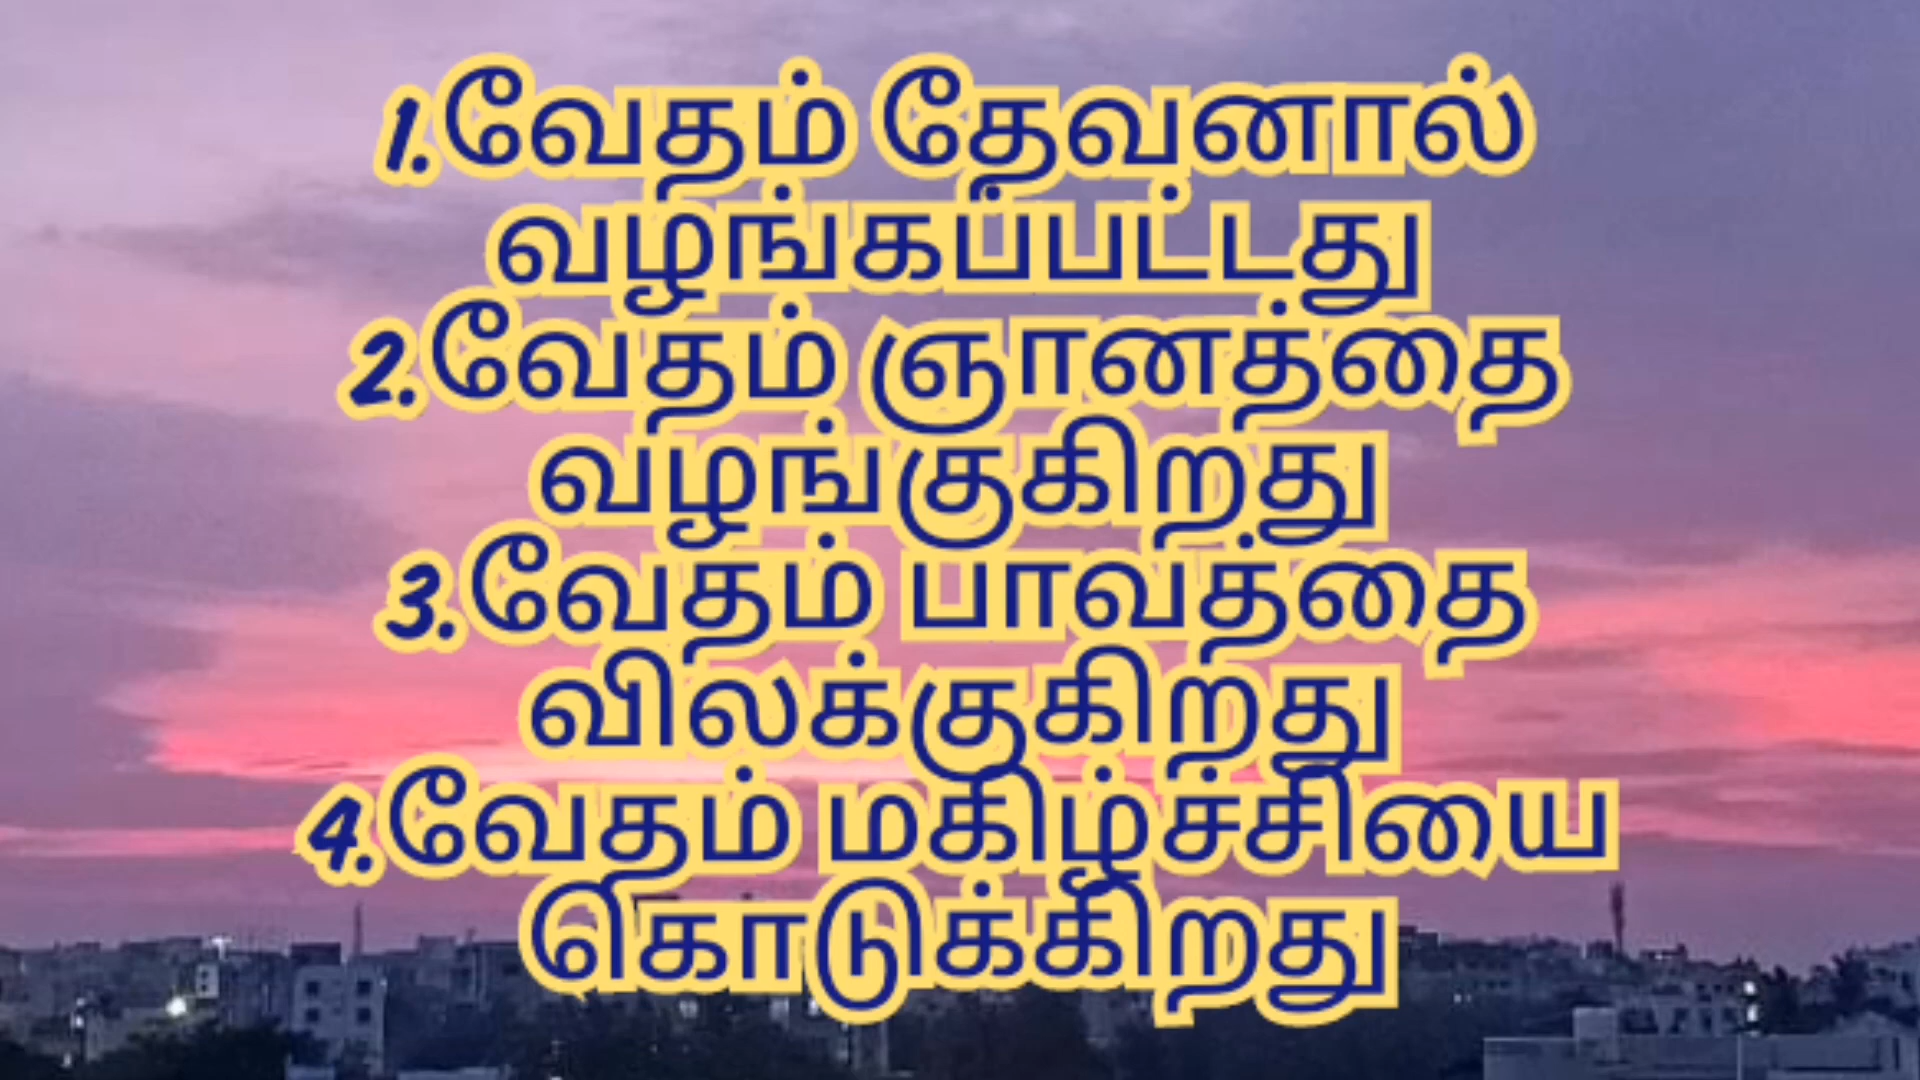 1.வேதம் தேவனால்
வழங்கப்பட்டது
2.வேதம் ஞானத்தை
வழங்குகிறது
3.வேதம் பாவத்தை
விலக்குகிறது
4.வேதம் மகிழ்ச்சியை
கொடுக்கிறது